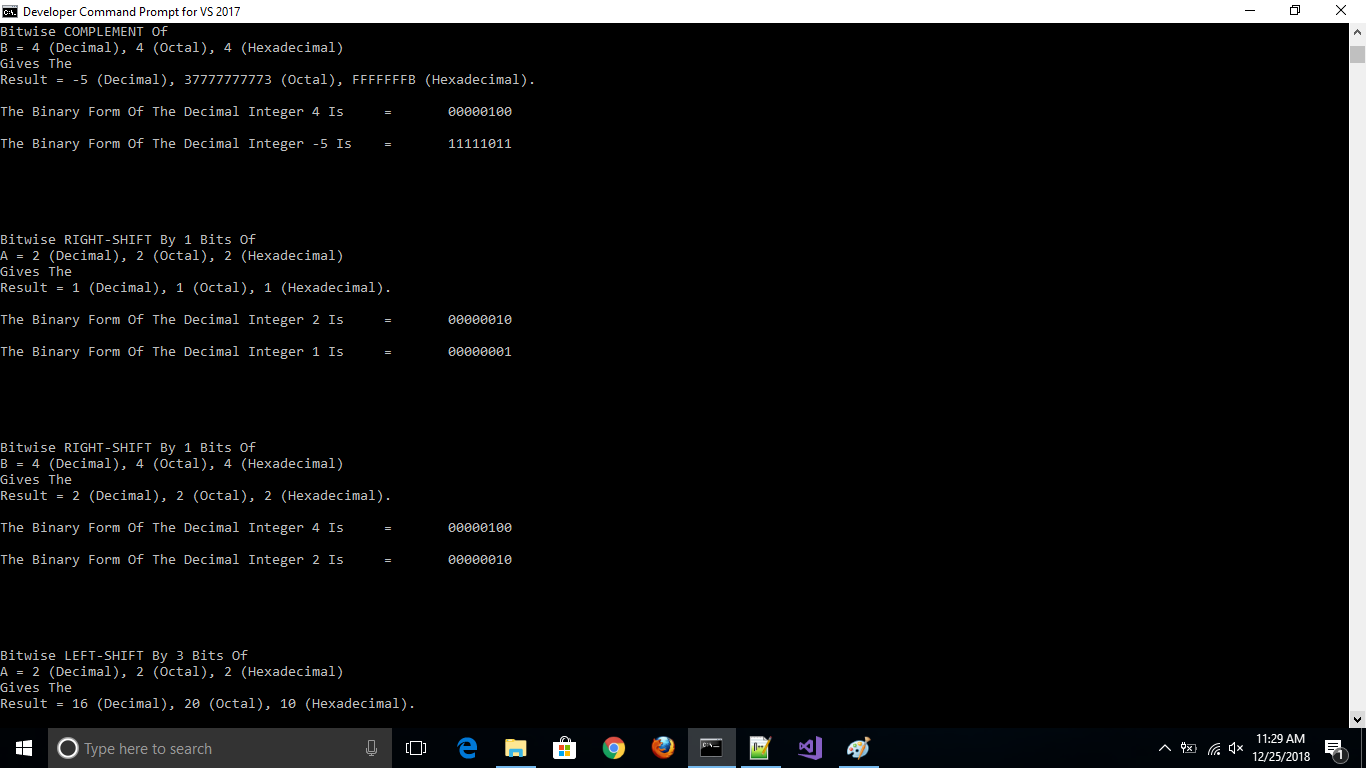 Developer Command Prompt for VS 2017
Bitwise COMPLEMENT Of
B = 4 (Decimal), 4 (Octal), 4 (Hexadecimal)
Gives The
Result = -5 (Decimal), 37777777773 (Octal), FFFFFFFB (Hexadecimal).
The Binary Form Of The Decimal Integer 4 Is = 00000100
The Binary Form Of The Decimal Integer -5 Is = 11111011
Bitwise RIGHT-SHIFT By 1 Bits Of
A = 2 (Decimal), 2 (Octal), 2 (Hexadecimal)
Gives The
Result = 1 (Decimal), 1 (Octal), 1 (Hexadecimal).
The Binary Form Of The Decimal Integer 2 Is = 00000010
The Binary Form Of The Decimal Integer 1 Is = 00000001
Bitwise RIGHT-SHIFT By 1 Bits Of
B = 4 (Decimal), 4 (Octal), 4 (Hexadecimal)
Gives The
Result = 2 (Decimal), 2 (Octal), 2 (Hexadecimal).
The Binary Form Of The Decimal Integer 4 Is = 00000100
The Binary Form Of The Decimal Integer 2 Is = 00000010
Bitwise LEFT-SHIFT By 3 Bits Of
A = 2 (Decimal), 2 (Octal), 2 (Hexadecimal)
Gives The
Result = 16 (Decimal), 20 (Octal), 10 (Hexadecimal).
Type here to search
11:29 AM
12/25/2018
1